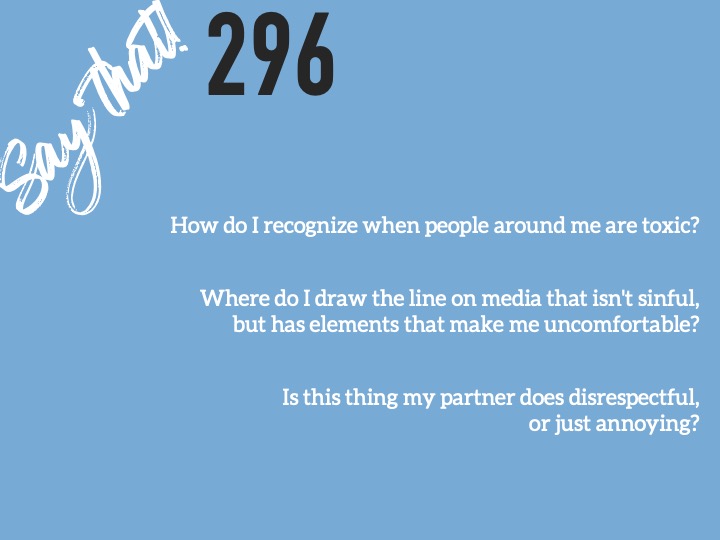 Say that!
296
How do I recognize when people around me are toxic?
Where do I draw the line on media that isn't sinful,
but has elements that make me uncomfortable?
Is this thing my partner does disrespectful,
or just annoying?